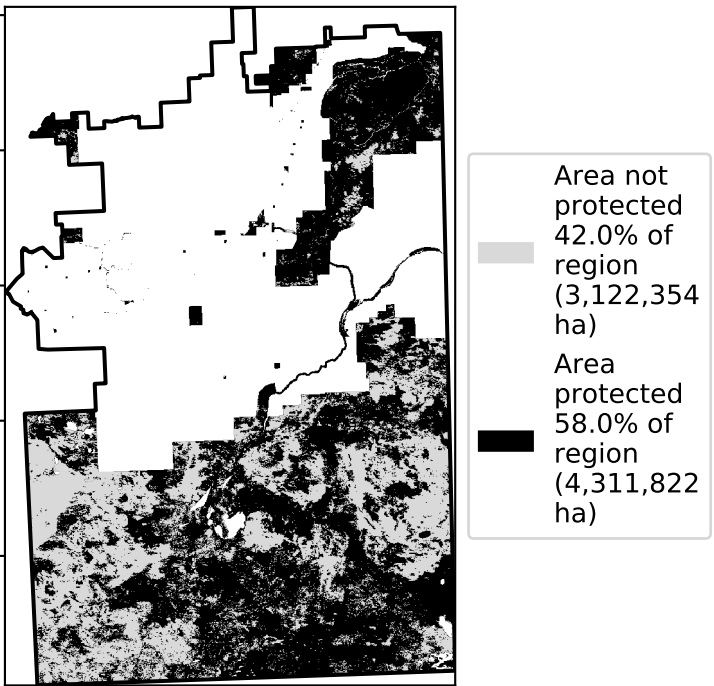 Area not
protected
42.0% of
region
(3,122,354
ha)
Area
protected
58.0% of
region
(4,311,822
ha)